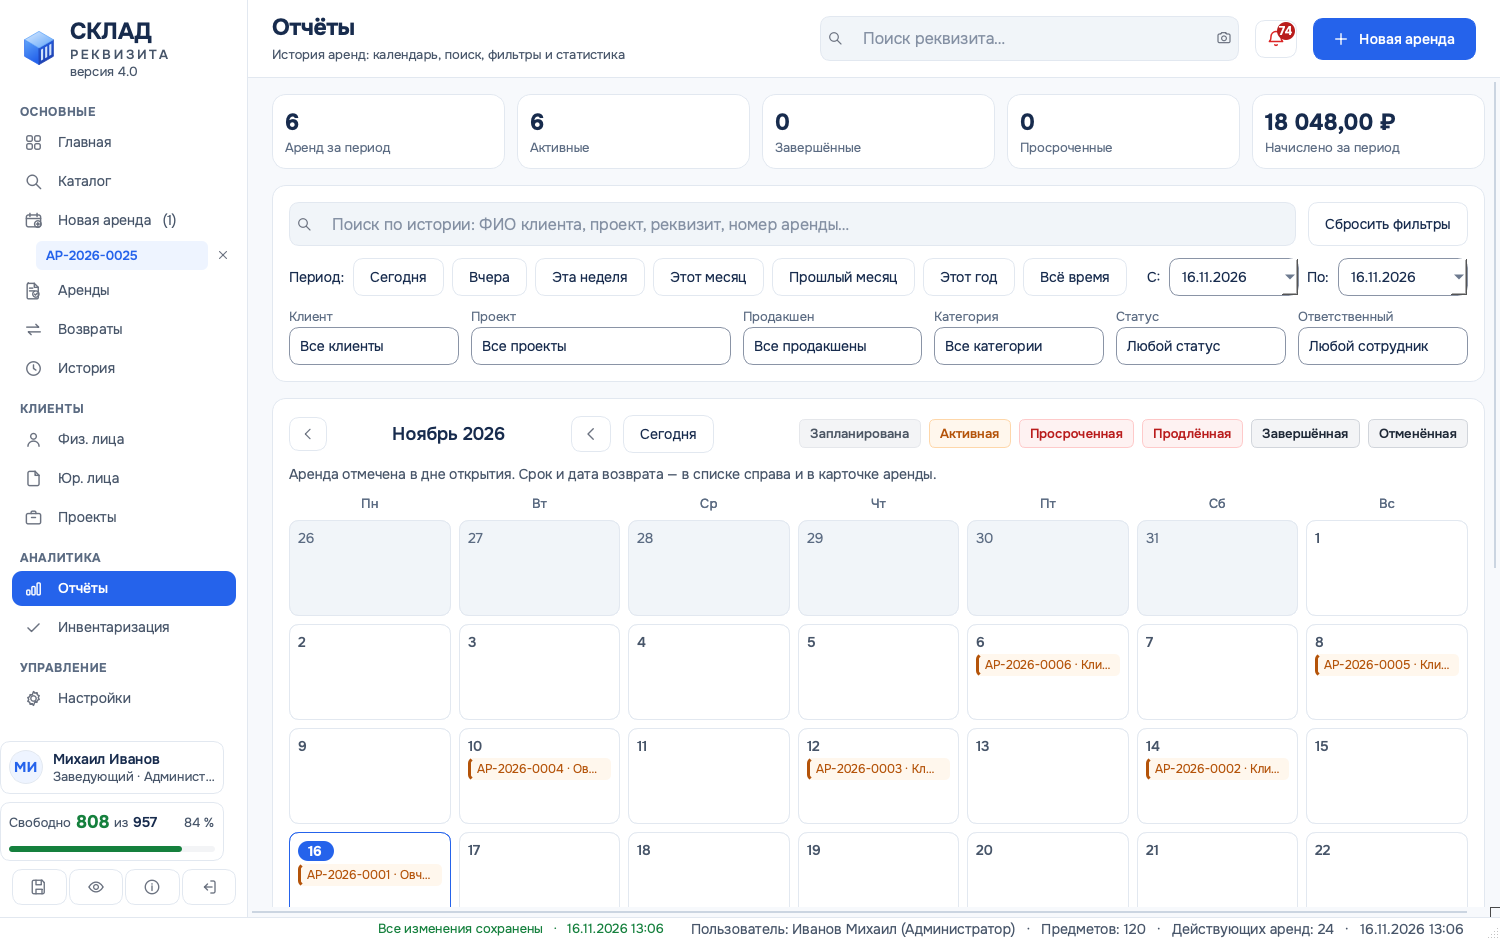 СКЛАД
РЕКВИЗИТА
версия 4.0
ОСНОВНЫЕ
Главная
Каталог
Новая аренда (1)
АР-2026-0025
Аренды
Возвраты
История
КЛИЕНТЫ
Физ. лица
Юр. лица
Проекты
АНАЛИТИКА
Отчёты
Инвентаризация
УПРАВЛЕНИЕ
Настройки
МИ
Михаил Иванов
Заведующий · Админист...
Свободно 808 из 957 84 %
Отчёты
История аренд: календарь, поиск, фильтры и статистика
Поиск реквизита...
74
Новая аренда
6
Аренд за период
6
Активные
0
Завершённые
0
Просроченные
18 048,00 ₽
Начислено за период
Поиск по истории: ФИО клиента, проект, реквизит, номер аренды...
Сбросить фильтры
Период: Сегодня Вчера Эта неделя Этот месяц Прошлый месяц Этот год Всё время С: 16.11.2026 По: 16.11.2026
Клиент Проект Продакшен Категория Статус Ответственный
Все клиенты Все проекты Все продакшены Все категории Любой статус Любой сотрудник
Ноябрь 2026 Сегодня Запланирована Активная Просроченная Продлённая Завершённая Отменённая
Аренда отмечена в дне открытия. Срок и дата возврата — в списке справа и в карточке аренды.
Пн Вт Ср Чт Пт Сб Вс
26 27 28 29 30 31 1
2 3 4 5 6 7 8
АР-2026-0006 · Кли... АР-2026-0005 · Кли...
9 10 11 12 13 14 15
АР-2026-0004 · Ов... АР-2026-0003 · Кл... АР-2026-0002 · Кли...
16 17 18 19 20 21 22
АР-2026-0001 · Овч...
Все изменения сохранены · 16.11.2026 13:06 Пользователь: Иванов Михаил (Администратор) · Предметов: 120 · Действующих аренд: 24 · 16.11.2026 13:06